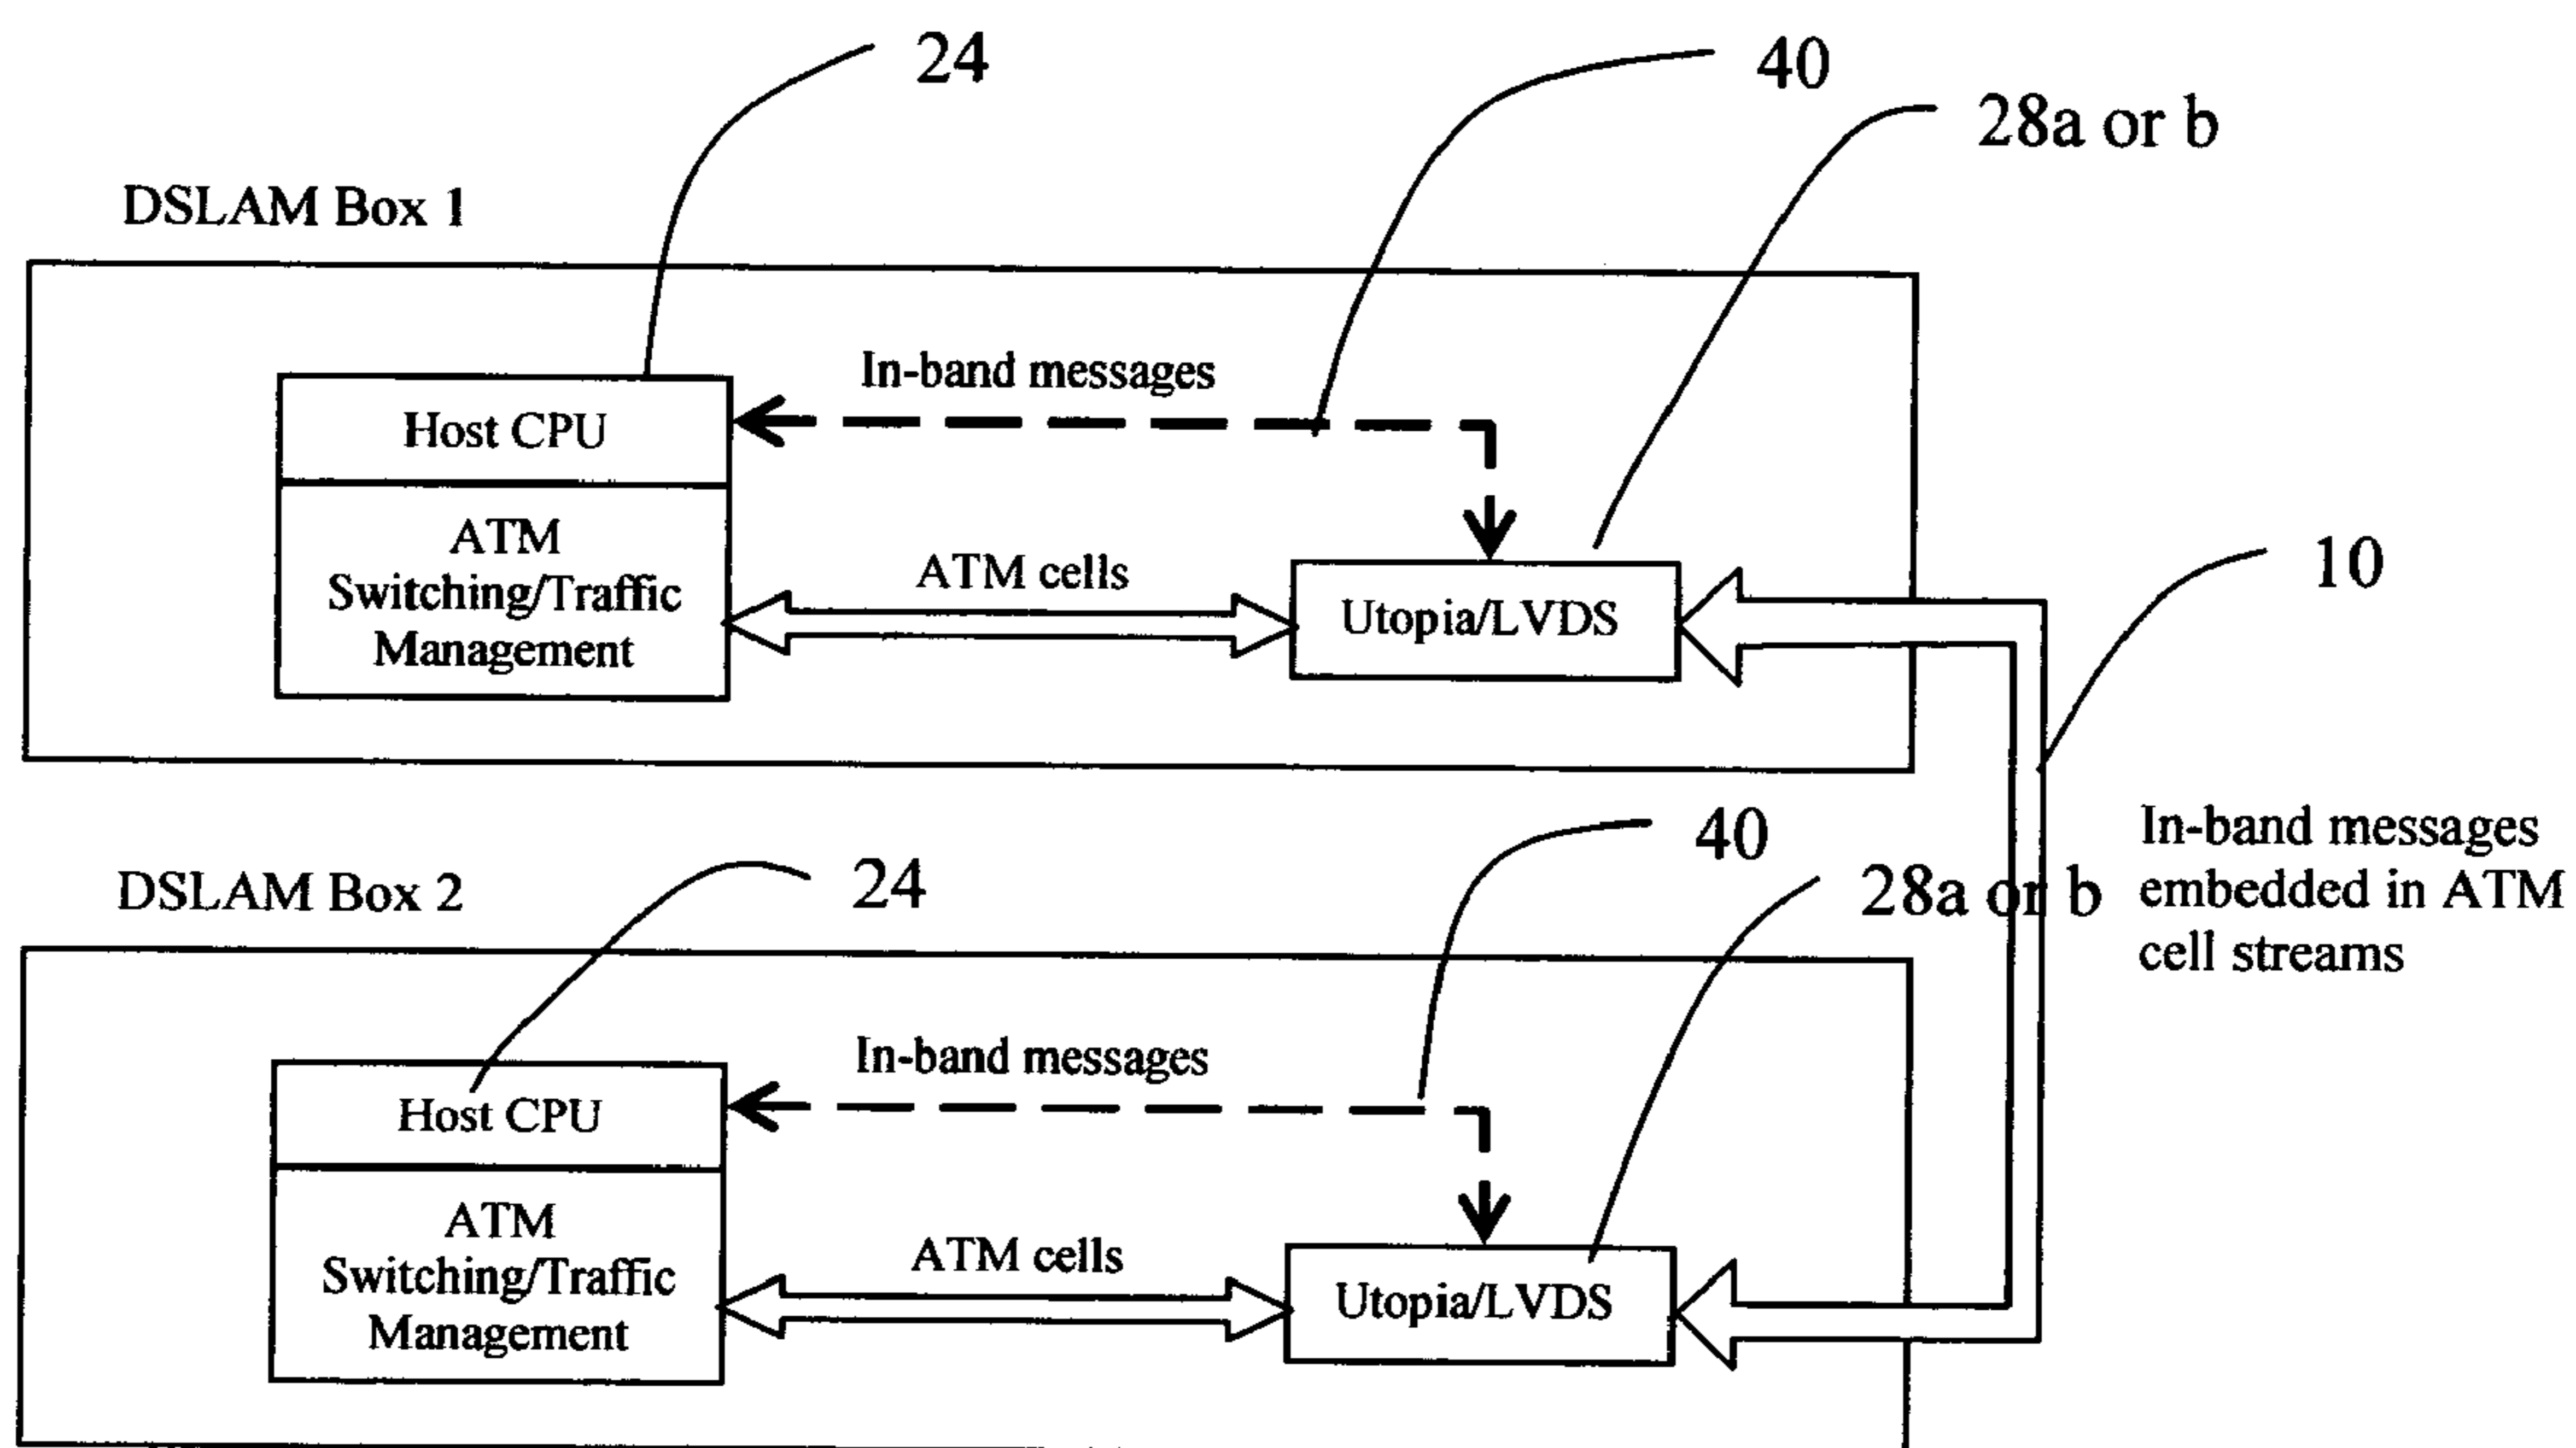 24
40
28a or b
DSLAM Box 1
In-band messages
Host CPU
ATM
Switching/Traffic
Management
ATM cells
Utopia/LVDS
10
In-band messages
embedded in ATM
cell streams
40
28a or b
DSLAM Box 2
24
In-band messages
Host CPU
ATM
Switching/Traffic
Management
ATM cells
Utopia/LVDS